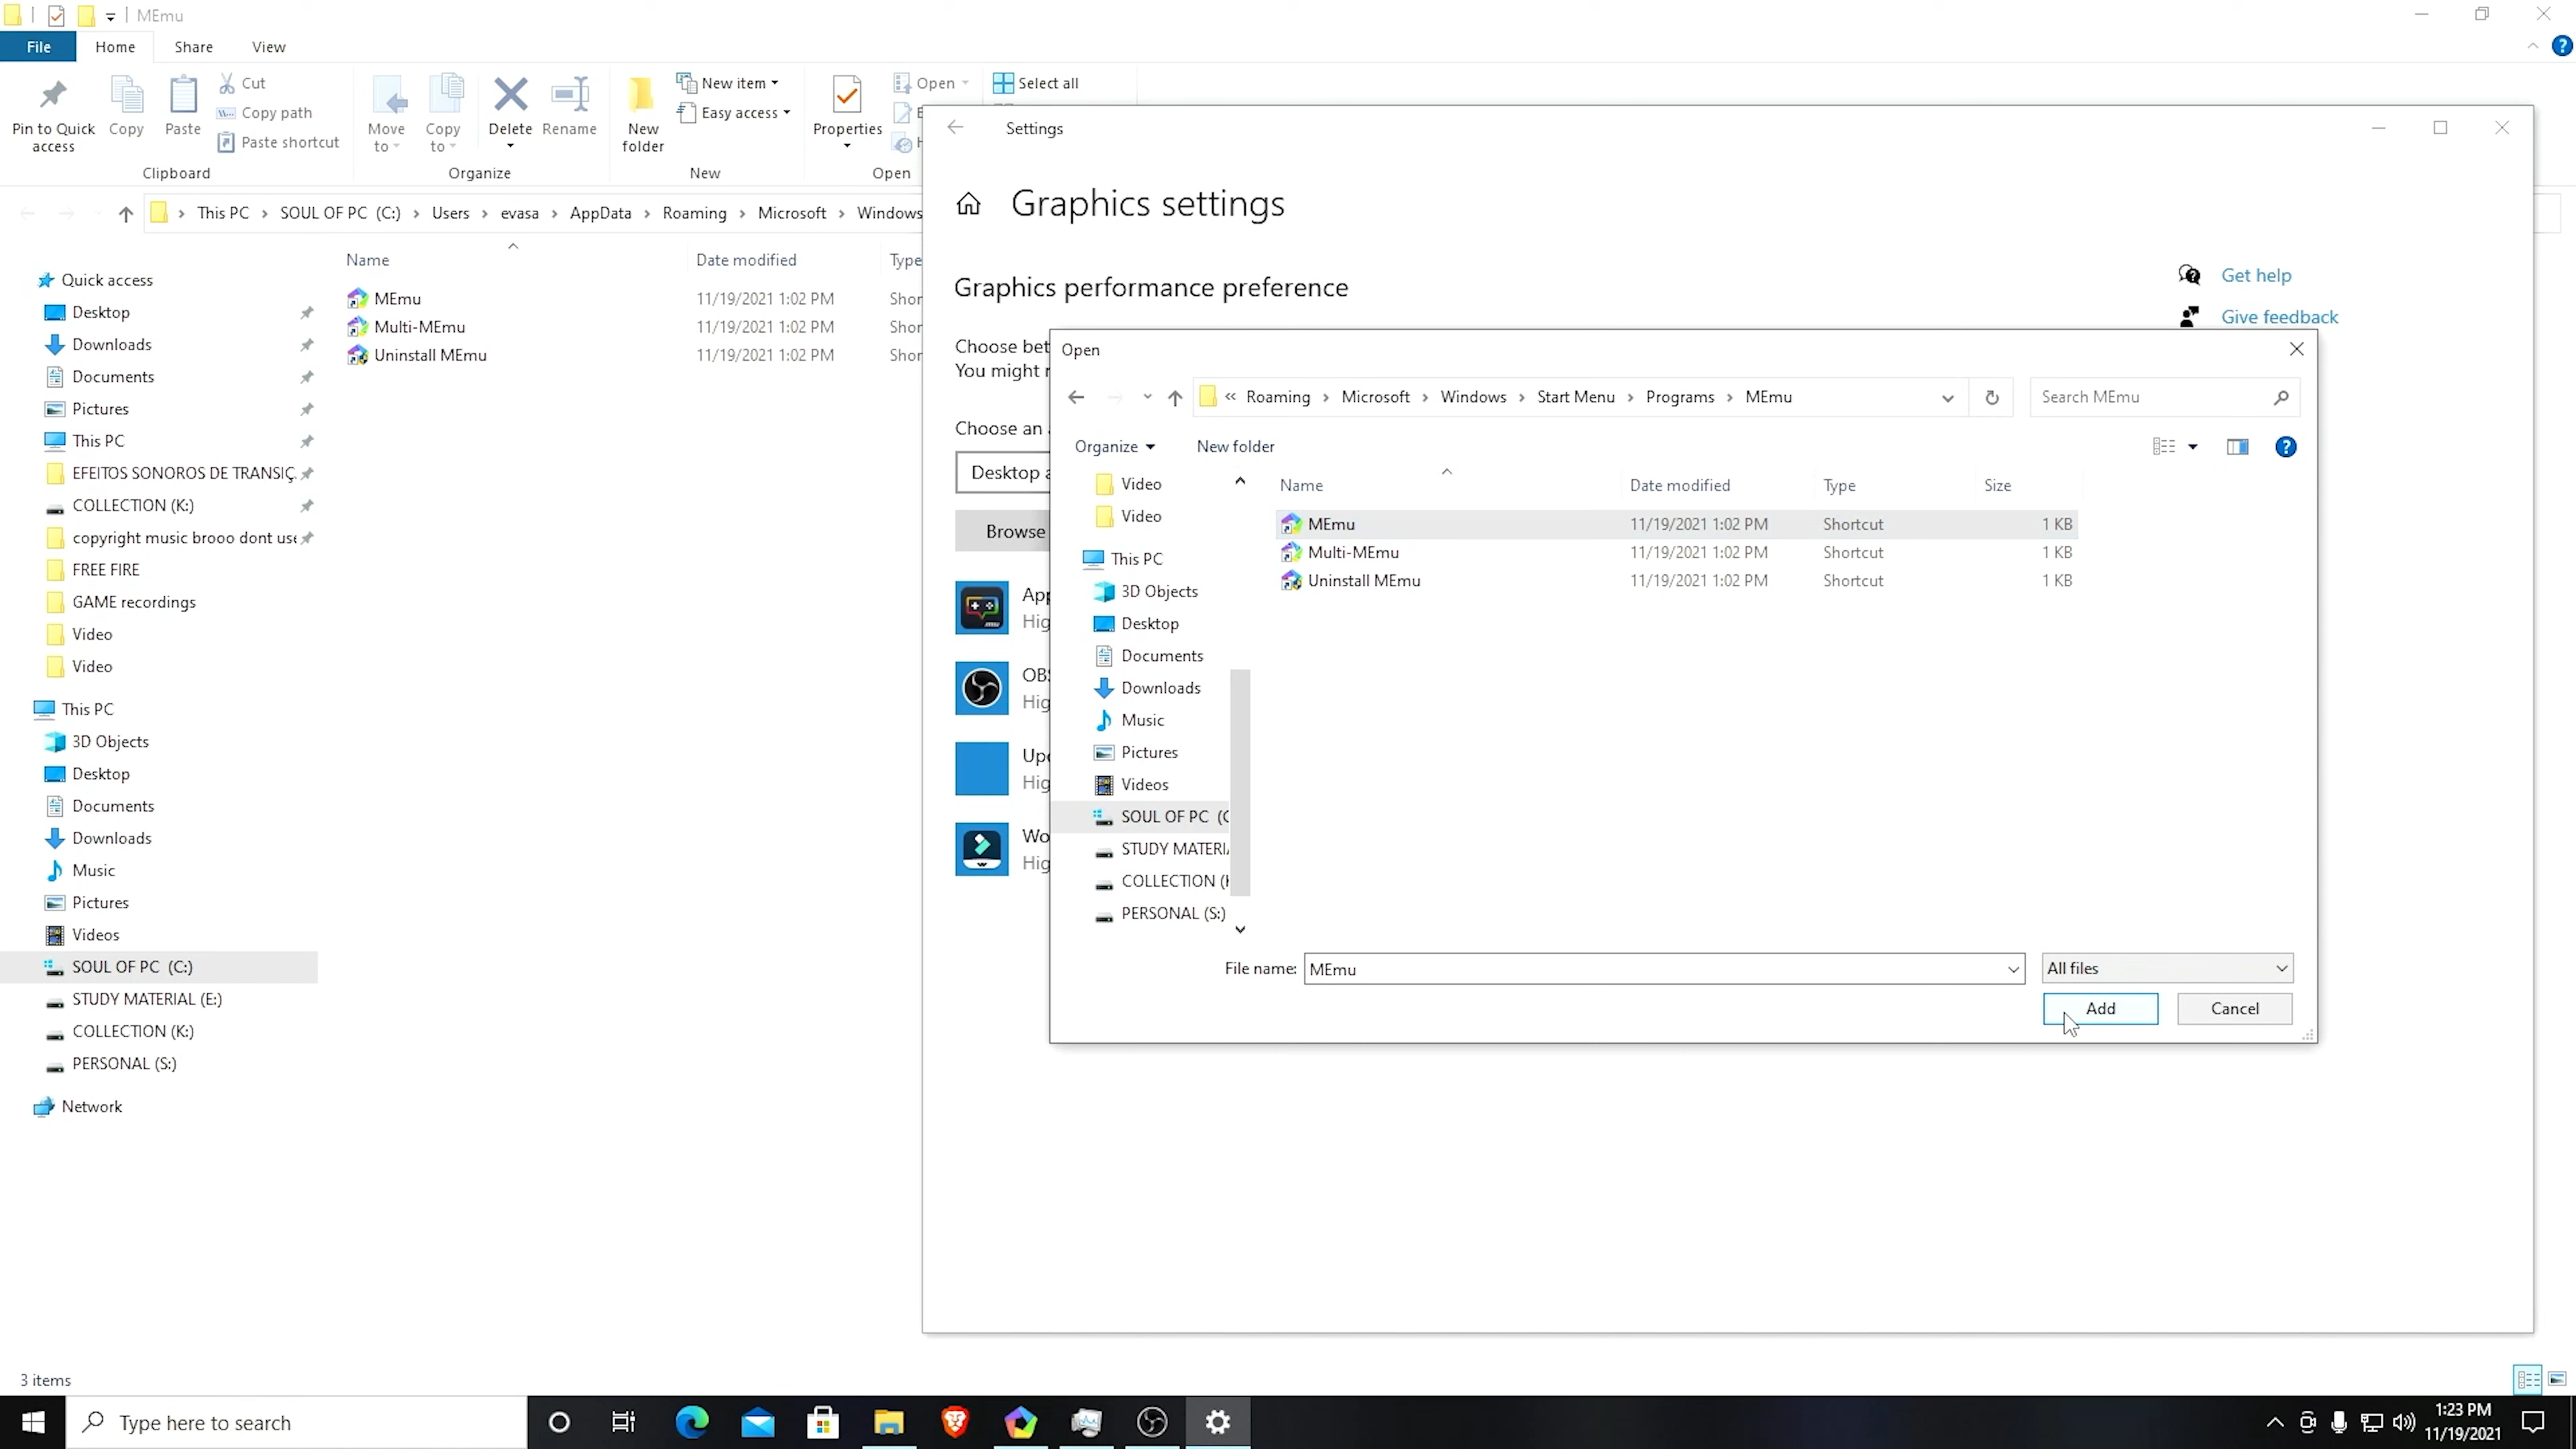 MEmu
File
Home
Share
View
Pin to Quick access
Copy
Paste
Cut
Copy path
Paste shortcut
Clipboard
Move to
Copy to
Delete
Rename
Organize
New folder
New item
Easy access
New
Properties
Open
Open
Select all
This PC > SOUL OF PC (C:) > Users > evasa > AppData > Roaming > Microsoft > Windows
Name Date modified Type
MEmu 11/19/2021 1:02 PM Shor
Multi-MEmu 11/19/2021 1:02 PM Shor
Uninstall MEmu 11/19/2021 1:02 PM Shor
Quick access
Desktop
Downloads
Documents
Pictures
This PC
EFEITOS SONOROS DE TRANSIÇ
COLLECTION (K:)
copyright music brooo dont use
FREE FIRE
GAME recordings
Video
Video
This PC
3D Objects
Desktop
Documents
Downloads
Music
Pictures
Videos
SOUL OF PC (C:)
STUDY MATERIAL (E:)
COLLECTION (K:)
PERSONAL (S:)
Network
3 items
Settings
Graphics settings
Graphics performance preference
Get help
Give feedback
Choose bet
You might
Choose an
Desktop a
Browse
App
Hig
OBS
Hig
Hig
Wo
Hig
Open
« Roaming > Microsoft > Windows > Start Menu > Programs > MEmu
Search MEmu
Organize
New folder
Video
Video
This PC
3D Objects
Desktop
Documents
Downloads
Music
Pictures
Videos
SOUL OF PC
STUDY MATERI
COLLECTION
PERSONAL (S:)
Name Date modified Type Size
MEmu 11/19/2021 1:02 PM Shortcut 1 KB
Multi-MEmu 11/19/2021 1:02 PM Shortcut 1 KB
Uninstall MEmu 11/19/2021 1:02 PM Shortcut 1 KB
File name: MEmu
All files
Add
Cancel
Type here to search
1:23 PM
11/19/2021